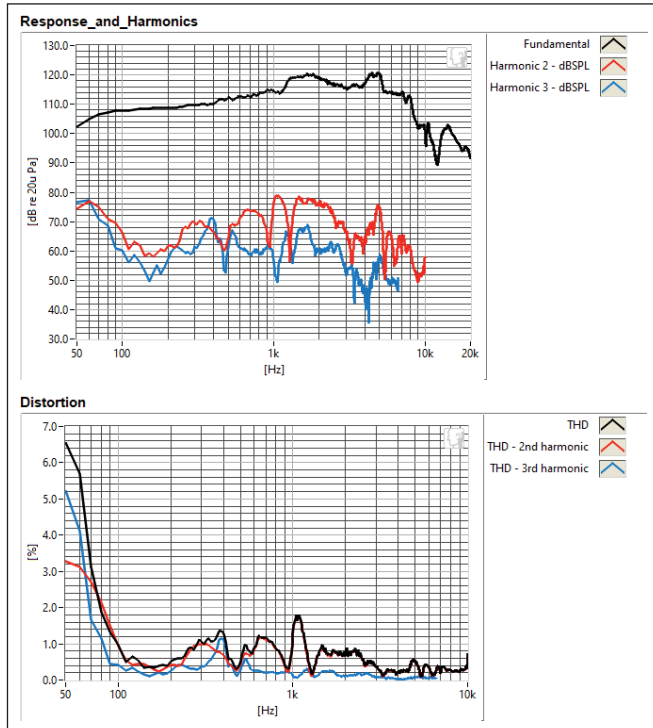 Response_and_Harmonics
130.0
120.0
110.0
100.0
90.0
80.0
70.0
60.0
50.0
40.0
30.0
[dB re 20u Pa]
50
100
1k
10k
20k
[Hz]
Fundamental
Harmonic 2 - dBSPL
Harmonic 3 - dBSPL
Distortion
7.0
6.0
5.0
4.0
3.0
2.0
1.0
0.0
[%]
50
100
1k
10k
[Hz]
THD
THD - 2nd harmonic
THD - 3rd harmonic